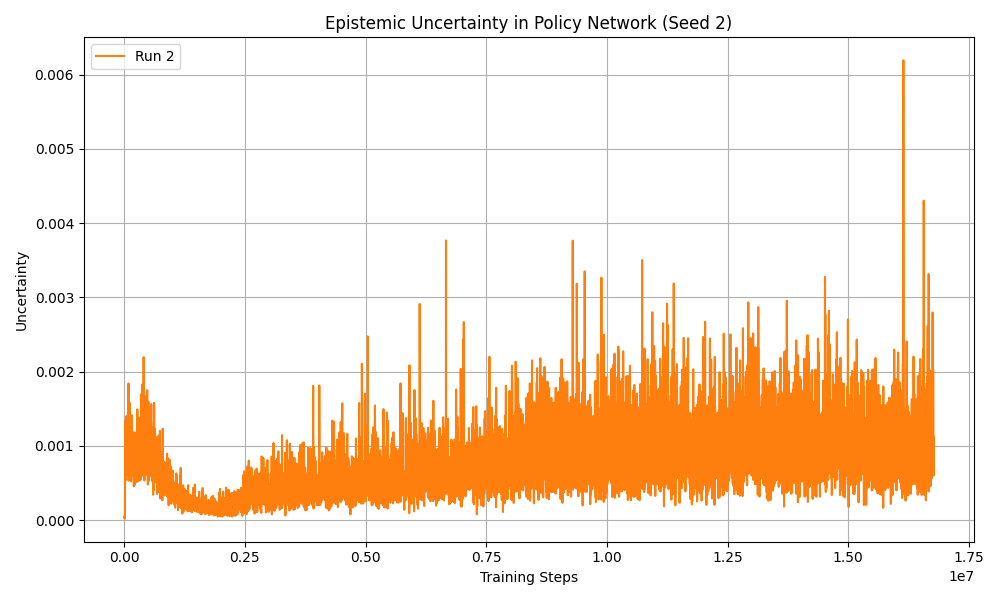 Epistemic Uncertainty in Policy Network (Seed 2)
Run 2
0.006
0.005
0.004
0.003
0.002
0.001
0.000
Uncertainty
0.00 0.25 0.50 0.75 1.00 1.25 1.50 1.75
1e7
Training Steps